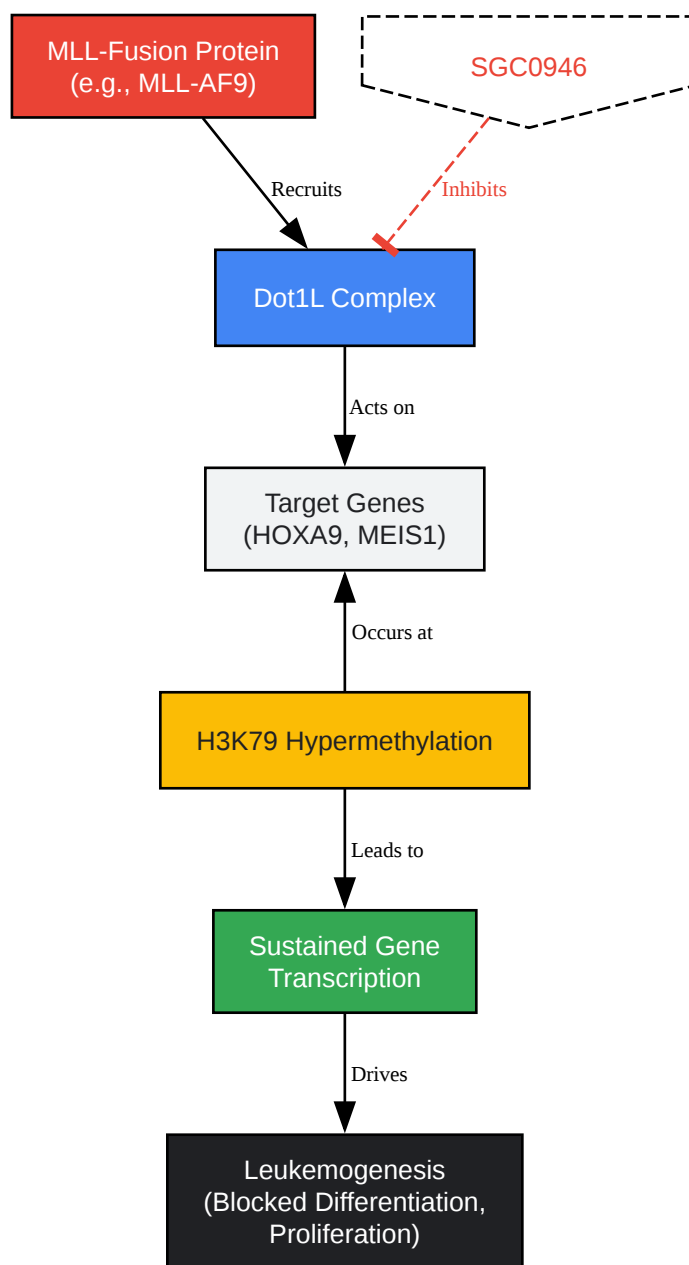 MLL-Fusion Protein
(e.g., MLL-AF9)
SGC0946
Recruits
Inhibits
Dot1L Complex
Acts on
Target Genes
(HOXA9, MEIS1)
Occurs at
H3K79 Hypermethylation
Leads to
Sustained Gene
Transcription
Drives
Leukemogenesis
(Blocked Differentiation,
Proliferation)